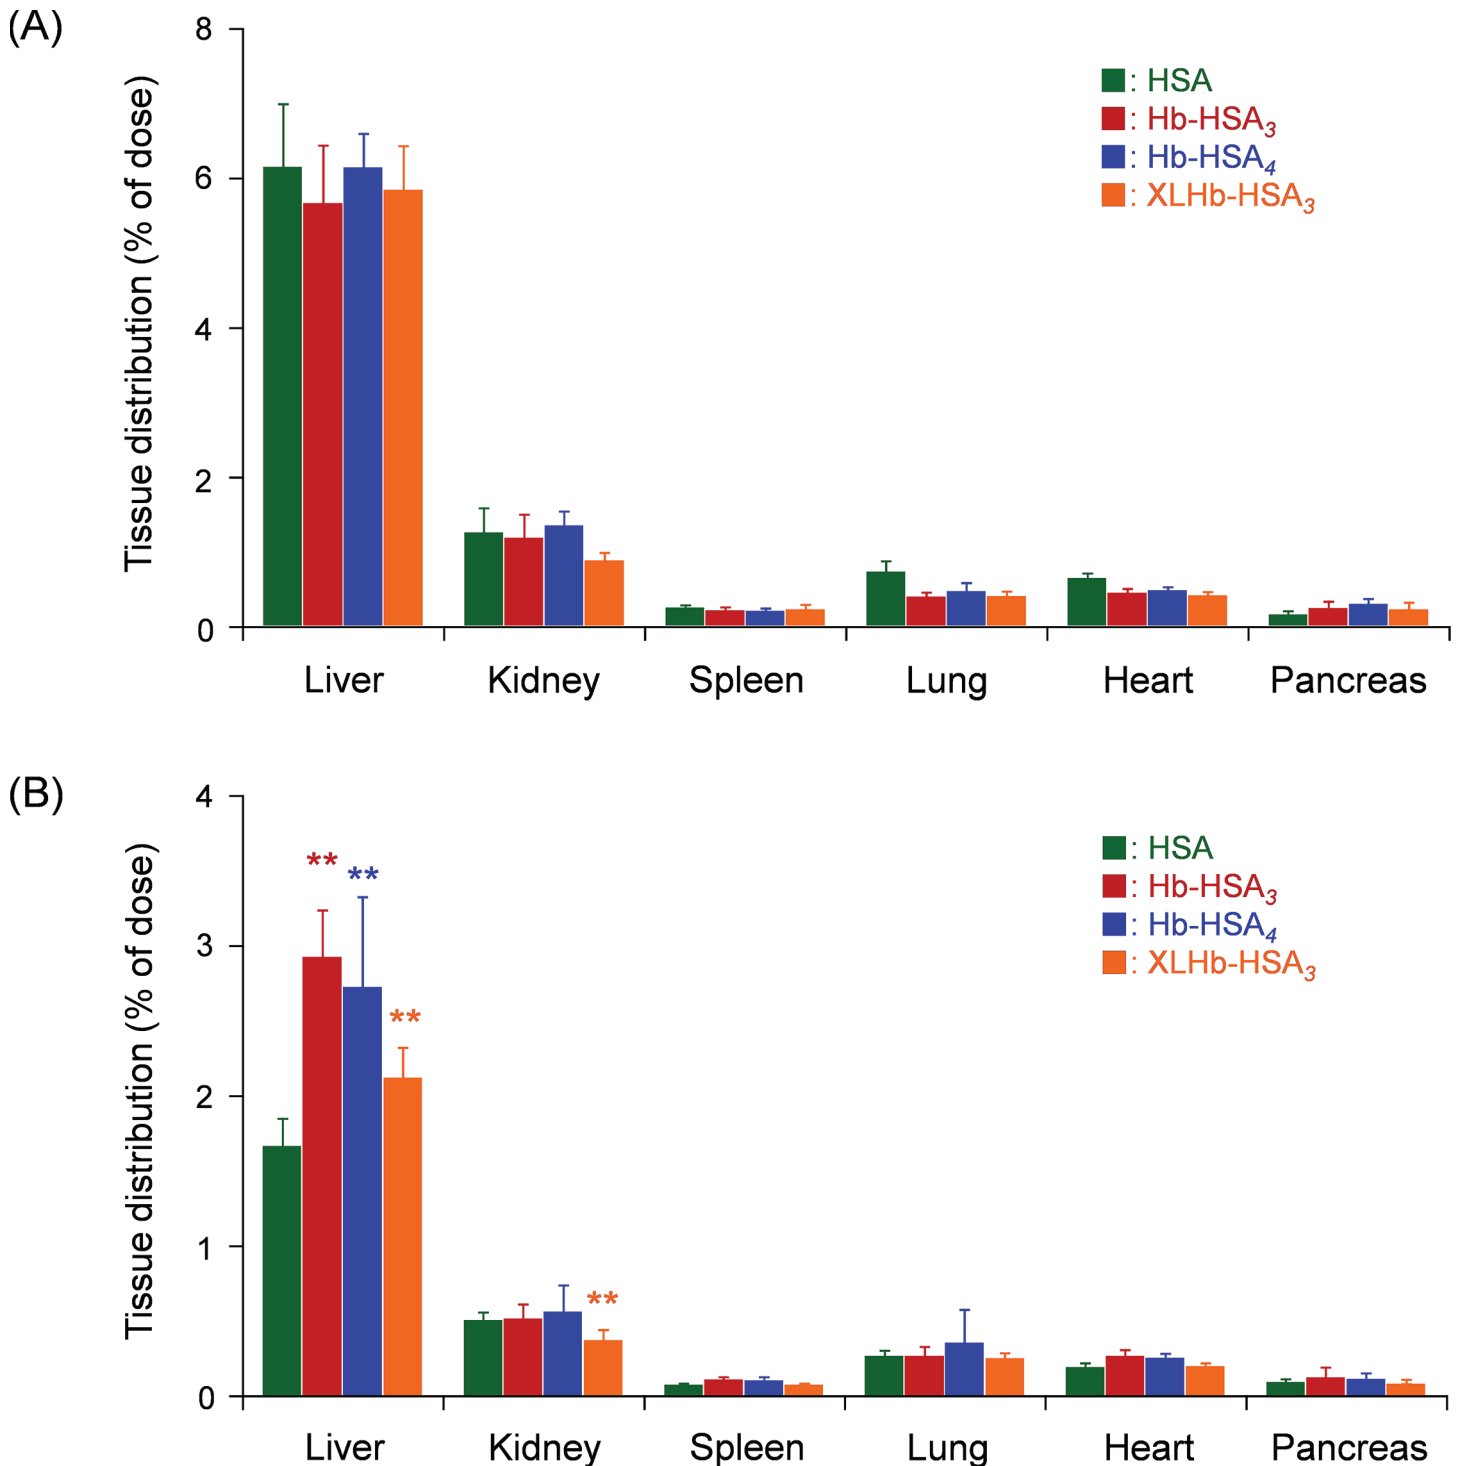 (A)
Tissue distribution (% of dose)
8
6
4
2
0
: HSA
: Hb-HSA3
: Hb-HSA4
: XLHb-HSA3
Liver Kidney Spleen Lung Heart Pancreas
(B)
Tissue distribution (% of dose)
4
3
2
1
0
** ** **
**
: HSA
: Hb-HSA3
: Hb-HSA4
: XLHb-HSA3
Liver Kidney Spleen Lung Heart Pancreas